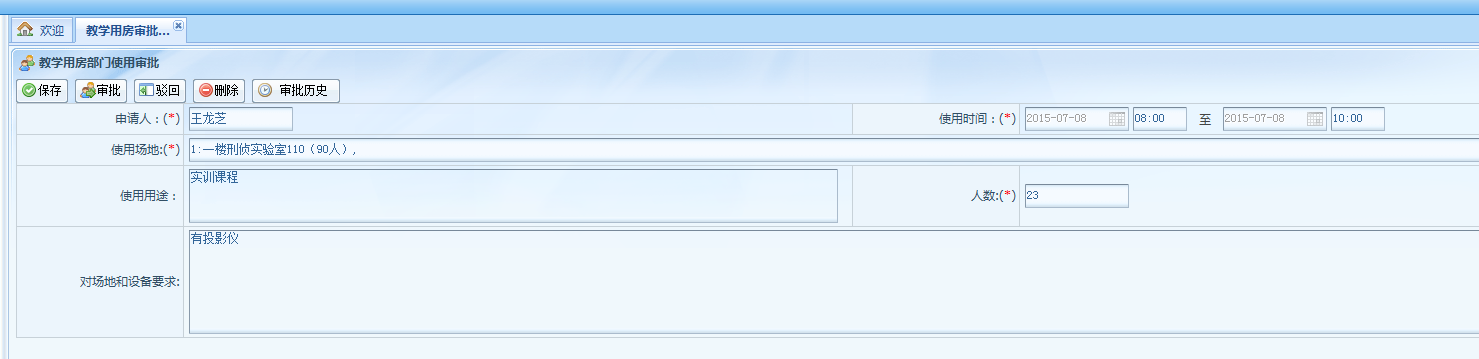 欢迎
教学用房审批...
教学用房部门使用审批
保存 审批 驳回 删除 审批历史
申请人：(*) 王龙芝 使用时间：(*) 2015-07-08 08:00 至 2015-07-08 10:00
使用场地:(*) 1:一楼刑侦实验室110（90人）,
使用用途： 实训课程 人数:(*) 23
对场地和设备要求: 有投影仪